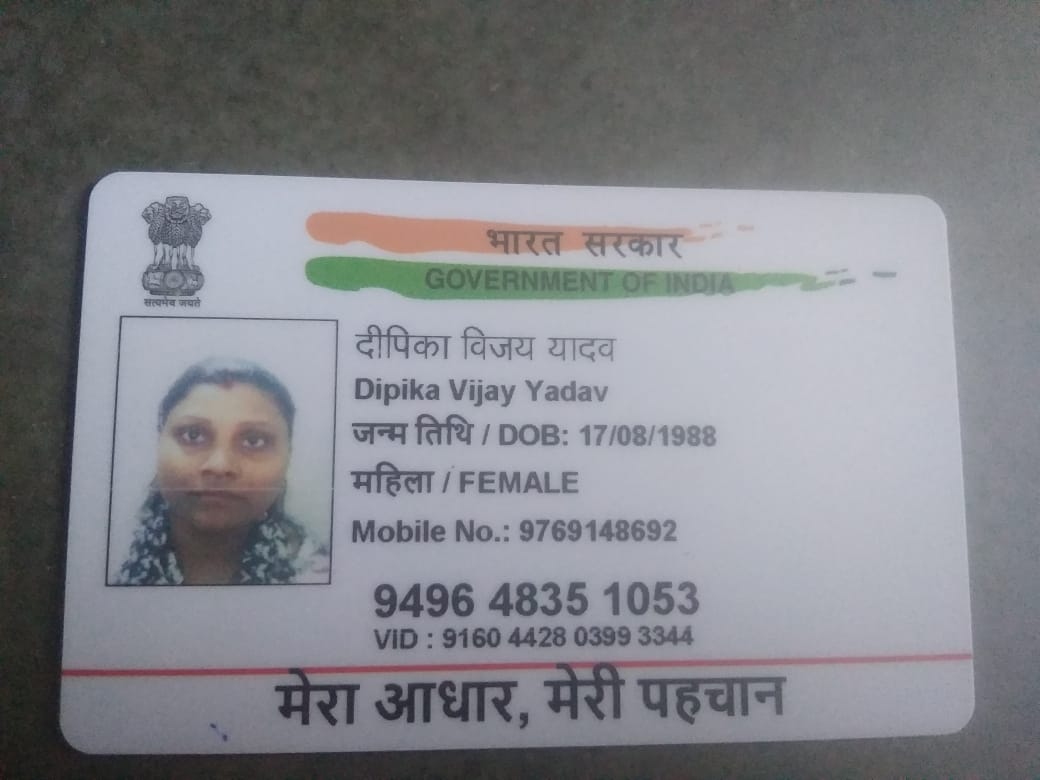 भारत सरकार
GOVERNMENT OF INDIA
सत्यमेव जयते
दीपिका विजय यादव
Dipika Vijay Yadav
जन्म तिथि / DOB: 17/08/1988
महिला / FEMALE
Mobile No.: 9769148692
9496 4835 1053
VID : 9160 4428 0399 3344
मेरा आधार, मेरी पहचान